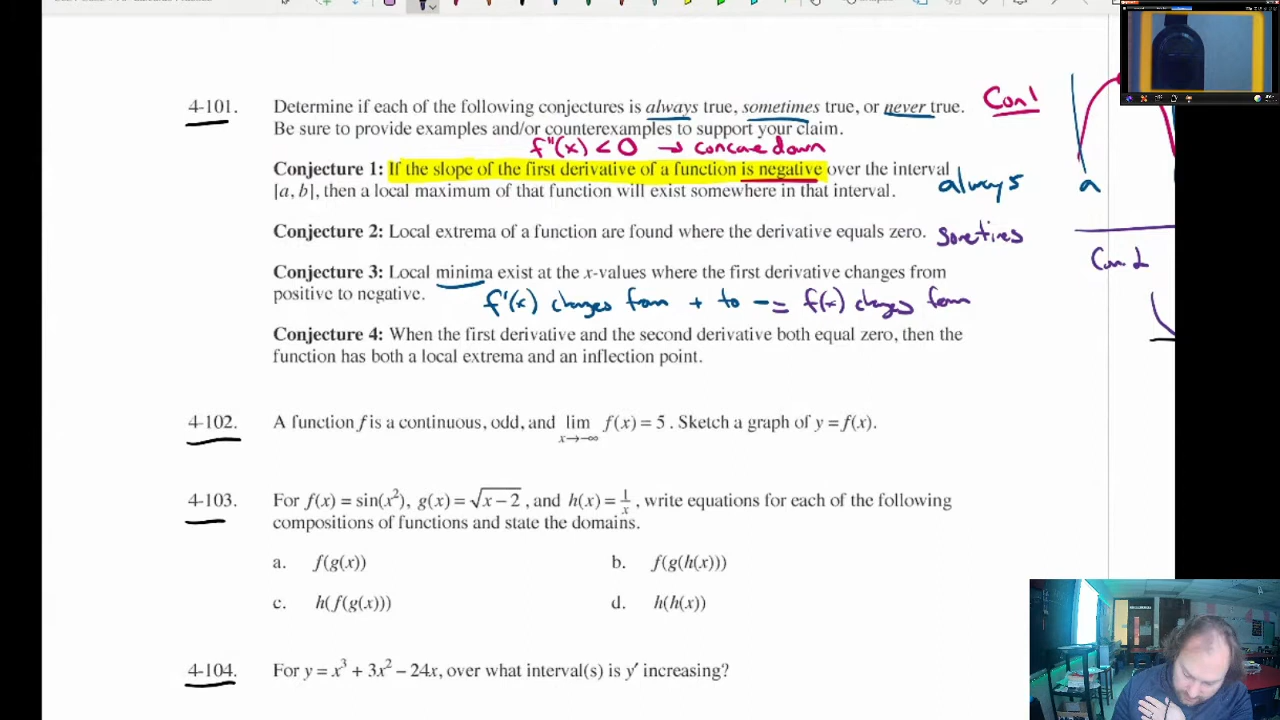 4-101. Determine if each of the following conjectures is always true, sometimes true, or never true. Con 1
Be sure to provide examples and/or counterexamples to support your claim.
f"(x) < 0 → concave down
Conjecture 1: If the slope of the first derivative of a function is negative over the interval
[a, b], then a local maximum of that function will exist somewhere in that interval. always a
Conjecture 2: Local extrema of a function are found where the derivative equals zero. sometimes
Con 2
Conjecture 3: Local minima exist at the x-values where the first derivative changes from
positive to negative. f'(x) changes from + to - = f(x) changes from
Conjecture 4: When the first derivative and the second derivative both equal zero, then the
function has both a local extrema and an inflection point.
4-102. A function f is a continuous, odd, and lim x→−∞ f(x) = 5. Sketch a graph of y = f(x).
4-103. For f(x) = sin(x²), g(x) = √x − 2, and h(x) = 1/x, write equations for each of the following
compositions of functions and state the domains.
a. f(g(x)) b. f(g(h(x)))
c. h(f(g(x))) d. h(h(x))
4-104. For y = x³ + 3x² − 24x, over what interval(s) is y′ increasing?